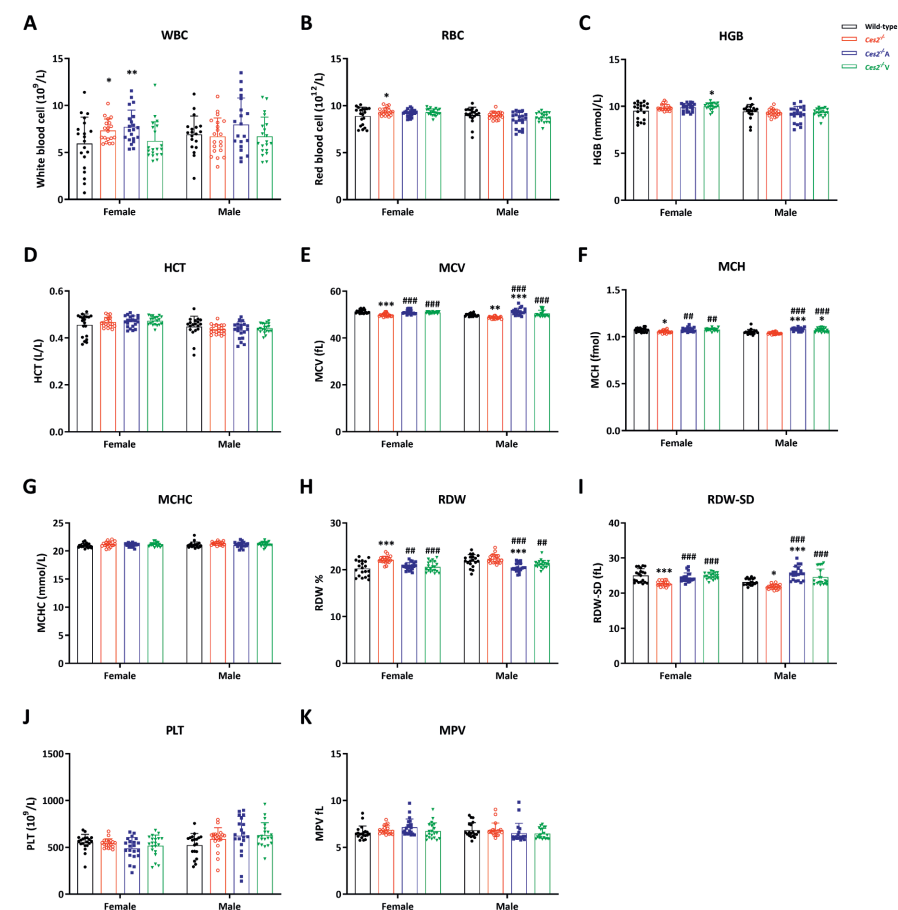 A
WBC
White blood cell (10⁹/L)
15
10
5
0
*
**
Female
Male
B
RBC
Red blood cell (10¹²/L)
15
10
5
0
*
Female
Male
C
HGB
HGB (mmol/L)
15
10
5
0
*
Female
Male
Wild-type
Ces2⁻/⁻
Ces2⁻/⁻A
Ces2⁻/⁻V
D
HCT
HCT (L/L)
0.6
0.4
0.2
0.0
Female
Male
E
MCV
MCV (fL)
60
40
20
0
***
###
###
**
###
***
###
Female
Male
F
MCH
MCH (fmol)
1.5
1.0
0.5
0.0
*
##
##
###
***
###
*
Female
Male
G
MCHC
MCHC (mmol/L)
25
20
15
10
5
0
Female
Male
H
RDW
RDW %
30
20
10
0
***
##
###
###
***
##
Female
Male
I
RDW-SD
RDW-SD (fL)
40
30
20
10
0
***
###
###
*
###
***
###
Female
Male
J
PLT
PLT (10⁹/L)
1500
1000
500
0
Female
Male
K
MPV
MPV fL
15
10
5
0
Female
Male